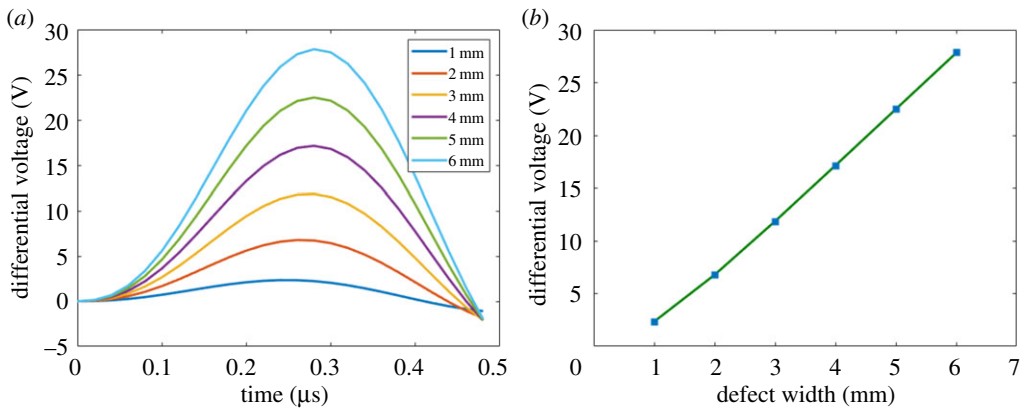 (a)
30
25
20
15
10
5
0
–5
differential voltage (V)
0
0.1
0.2
0.3
0.4
0.5
time (µs)
1 mm
2 mm
3 mm
4 mm
5 mm
6 mm
(b)
30
25
20
15
10
5
0
differential voltage (V)
1
2
3
4
5
6
7
defect width (mm)